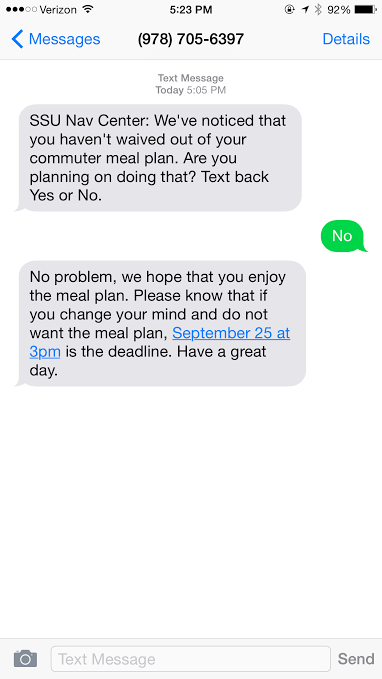 Verizon 5:23 PM 92%
Messages (978) 705-6397 Details
Text Message
Today 5:05 PM
SSU Nav Center: We've noticed that
you haven't waived out of your
commuter meal plan. Are you
planning on doing that? Text back
Yes or No.
No
No problem, we hope that you enjoy
the meal plan. Please know that if
you change your mind and do not
want the meal plan, September 25 at
3pm is the deadline. Have a great
day.
Text Message Send